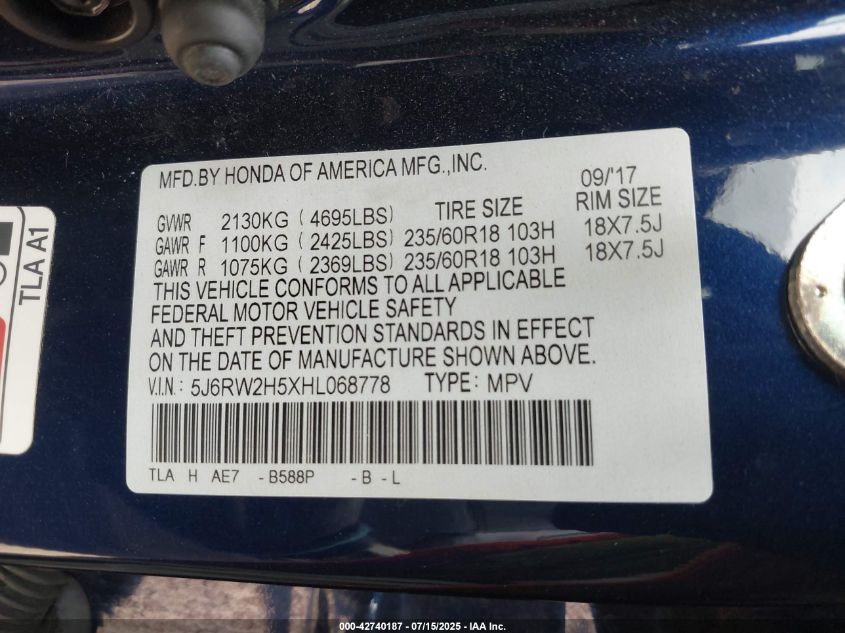 MFD.BY HONDA OF AMERICA MFG.,INC. 09/'17
GVWR 2130KG ( 4695LBS) TIRE SIZE RIM SIZE
GAWR F 1100KG ( 2425LBS) 235/60R18 103H 18X7.5J
GAWR R 1075KG ( 2369LBS) 235/60R18 103H 18X7.5J
THIS VEHICLE CONFORMS TO ALL APPLICABLE
FEDERAL MOTOR VEHICLE SAFETY
AND THEFT PREVENTION STANDARDS IN EFFECT
ON THE DATE OF MANUFACTURE SHOWN ABOVE.
V.I.N.: 5J6RW2H5XHL068778 TYPE: MPV
TLA H AE7 -B588P -B -L
TLA A1
000-42740187 - 07/15/2025 - IAA Inc.